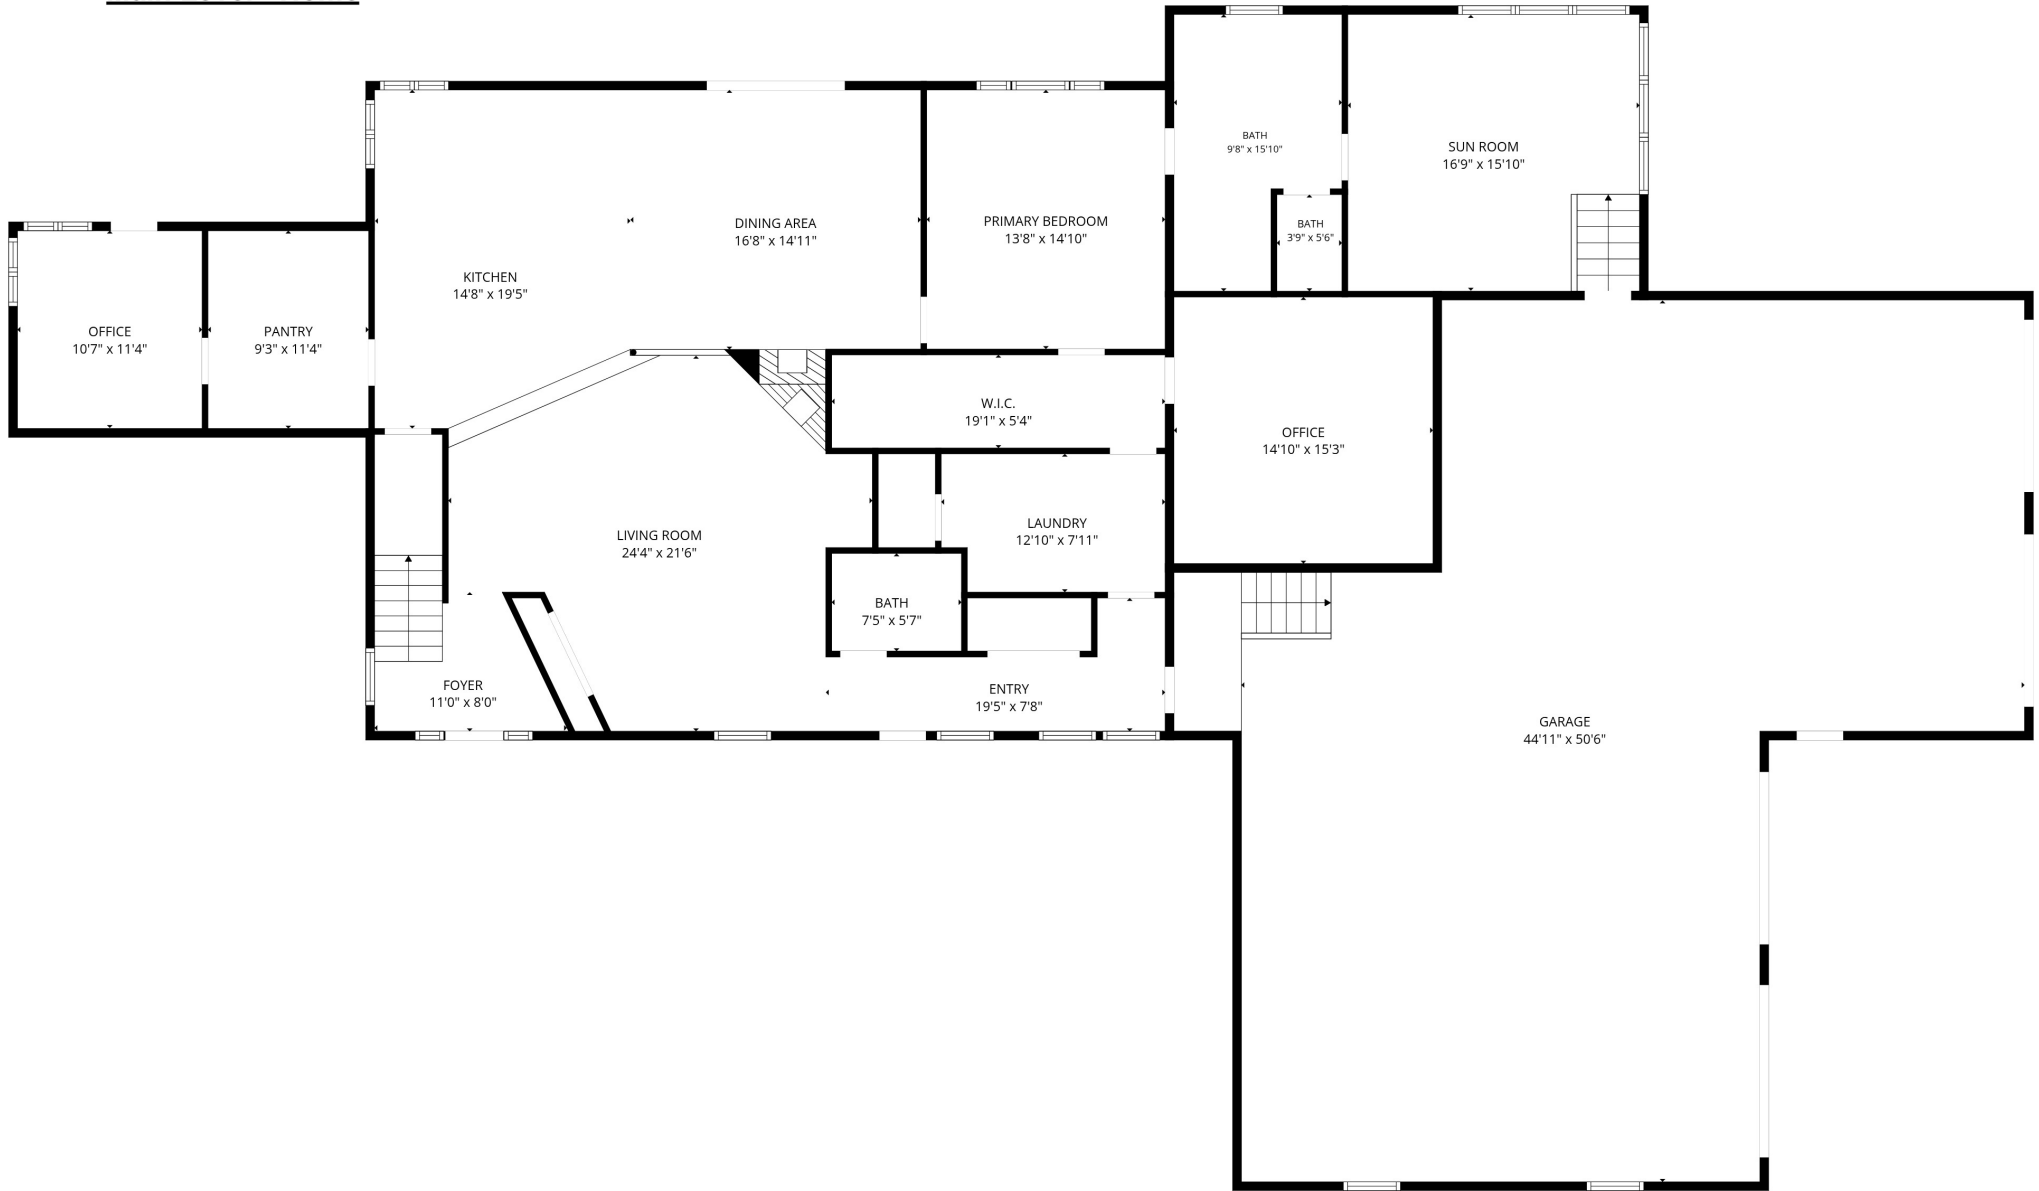 BATH
9'8" x 15'10"
SUN ROOM
16'9" x 15'10"
DINING AREA
16'8" x 14'11"
PRIMARY BEDROOM
13'8" x 14'10"
BATH
3'9" x 5'6"
KITCHEN
14'8" x 19'5"
OFFICE
10'7" x 11'4"
PANTRY
9'3" x 11'4"
W.I.C.
19'1" x 5'4"
OFFICE
14'10" x 15'3"
LIVING ROOM
24'4" x 21'6"
LAUNDRY
12'10" x 7'11"
BATH
7'5" x 5'7"
FOYER
11'0" x 8'0"
ENTRY
19'5" x 7'8"
GARAGE
44'11" x 50'6"